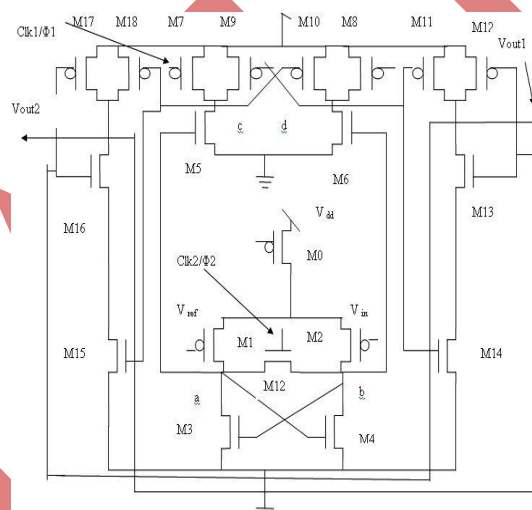 M17 M18 M7 M9 M10 M8 M11 M12
Clk1/Φ1
Vout1
Vout2
c d
M5 M6
M16 M13
Vdd
M0
Clk2/Φ2
Vref Vin
M1 M2
M15 M14
M12
a b
M3 M4